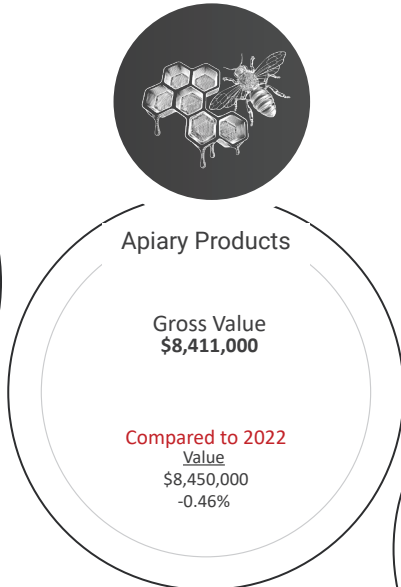 Apiary Products
Gross Value
$8,411,000
Compared to 2022
Value
$8,450,000
-0.46%